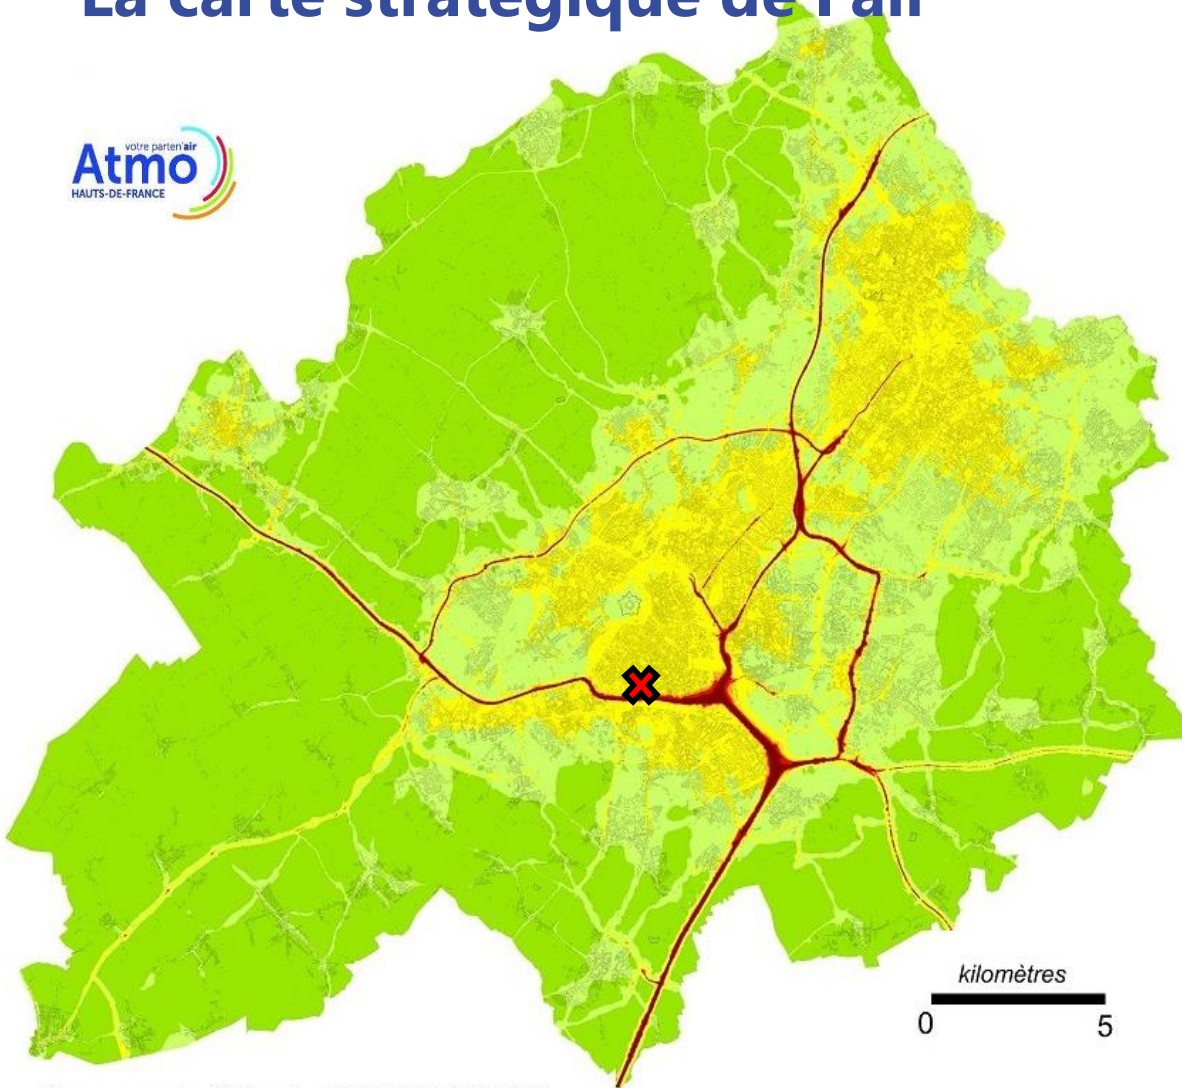 La carte stratégique de l'air
votre parten'air
Atmo
HAUTS-DE-FRANCE
kilomètres
0 5